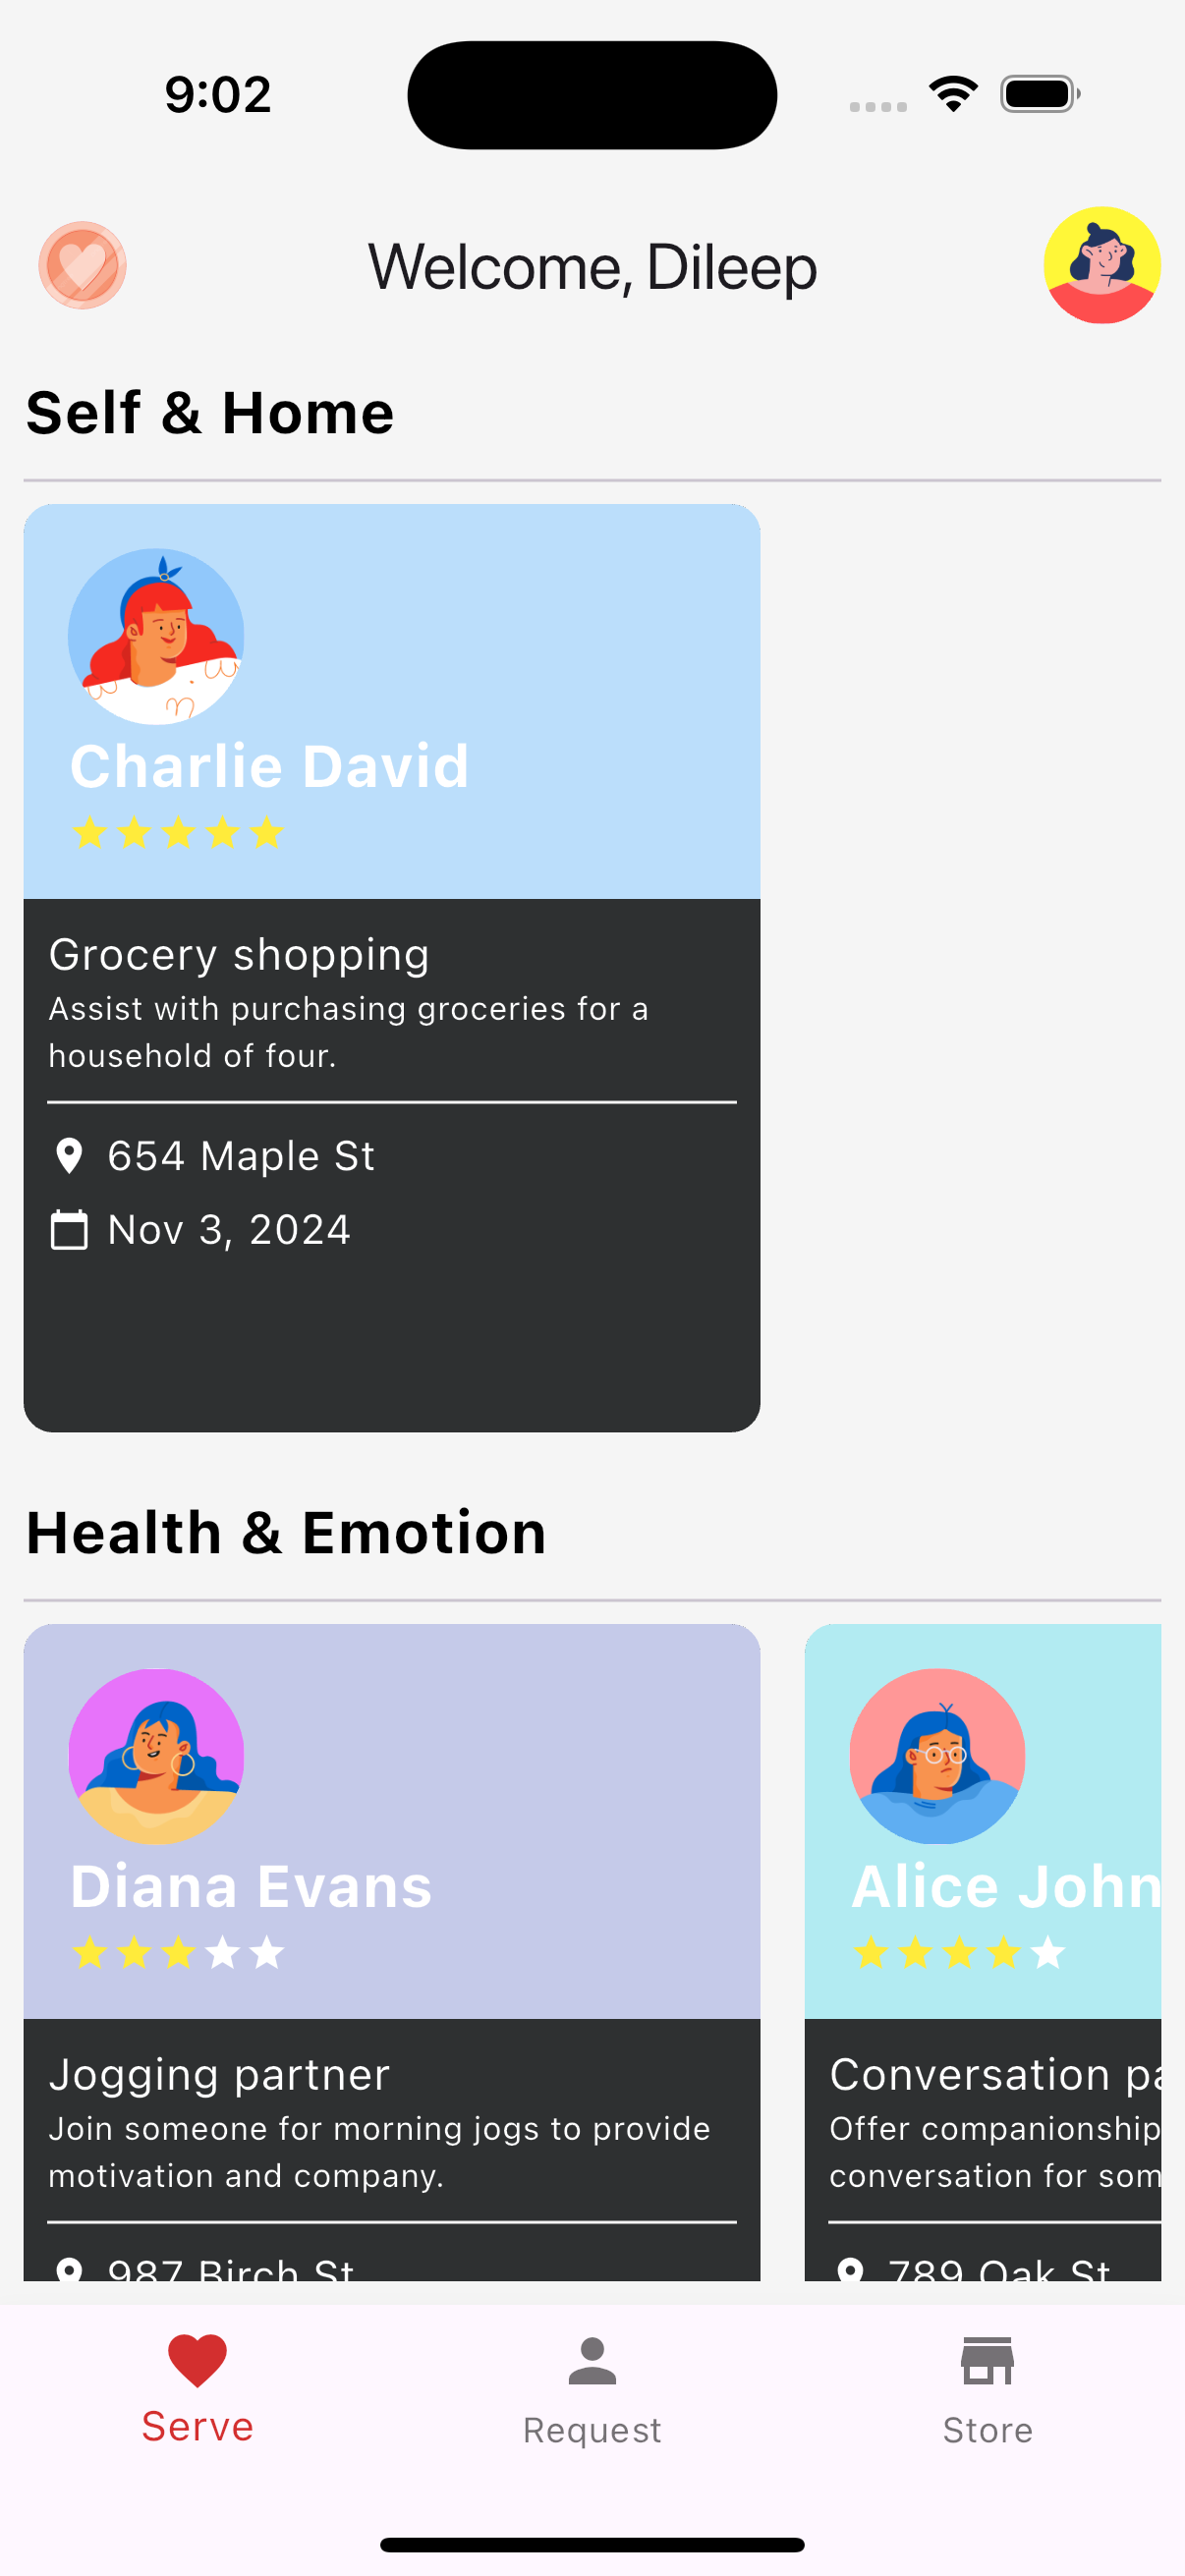 9:02
Welcome, Dileep
Self & Home
Charlie David
Grocery shopping
Assist with purchasing groceries for a
household of four.
654 Maple St
Nov 3, 2024
Health & Emotion
Diana Evans
Alice John
Jogging partner
Join someone for morning jogs to provide
motivation and company.
987 Birch St
Conversation
Offer companionship
conversation for som
789 Oak St
Serve
Request
Store